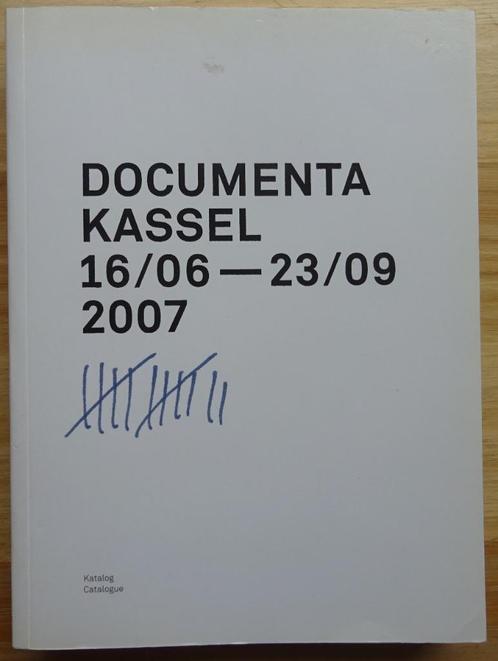 DOCUMENTA
KASSEL
16/06—23/09
2007
Katalog
Catalogue